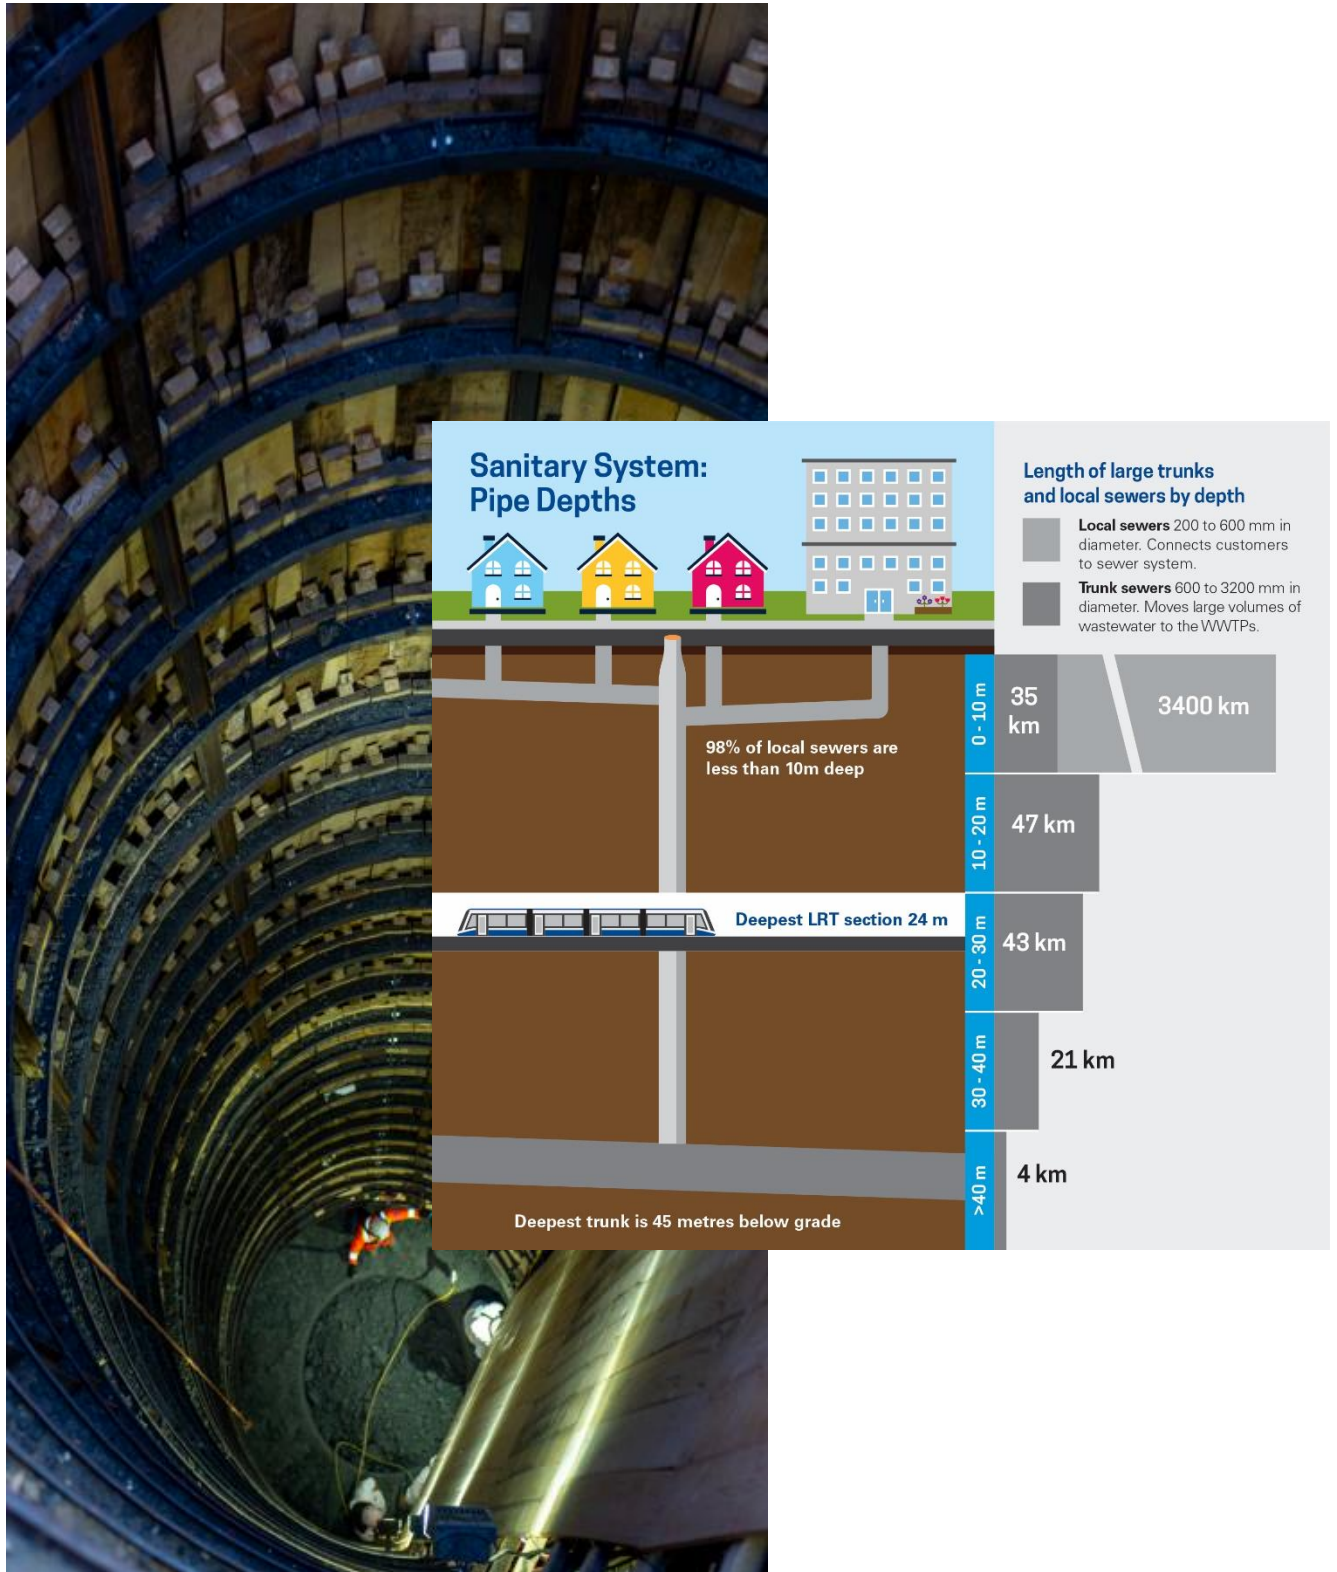 Sanitary System:
Pipe Depths
98% of local sewers are
less than 10m deep
Deepest LRT section 24 m
Deepest trunk is 45 metres below grade
Length of large trunks
and local sewers by depth
Local sewers 200 to 600 mm in
diameter. Connects customers
to sewer system.
Trunk sewers 600 to 3200 mm in
diameter. Moves large volumes of
wastewater to the WWTPs.
0 - 10 m
35
km
3400 km
10 - 20 m
47 km
20 - 30 m
43 km
30 - 40 m
21 km
>40 m
4 km